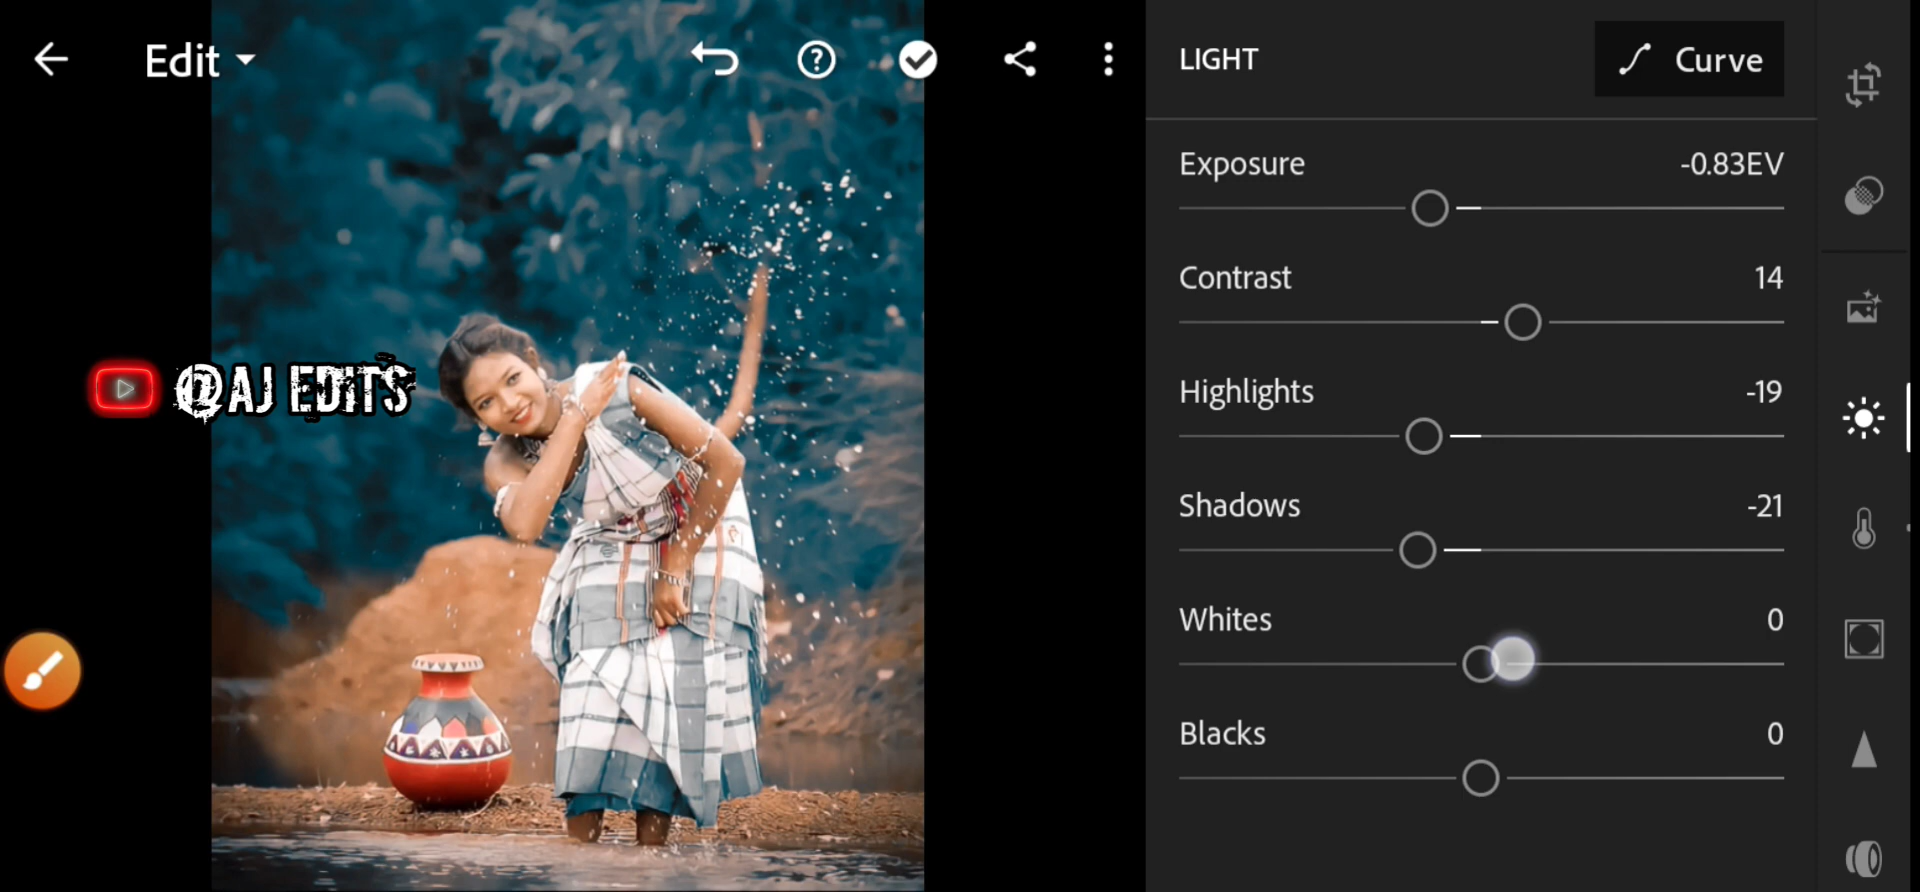 Edit
LIGHT
Curve
Exposure -0.83EV
Contrast 14
Highlights -19
@AJ EDITS
Shadows -21
Whites 0
Blacks 0